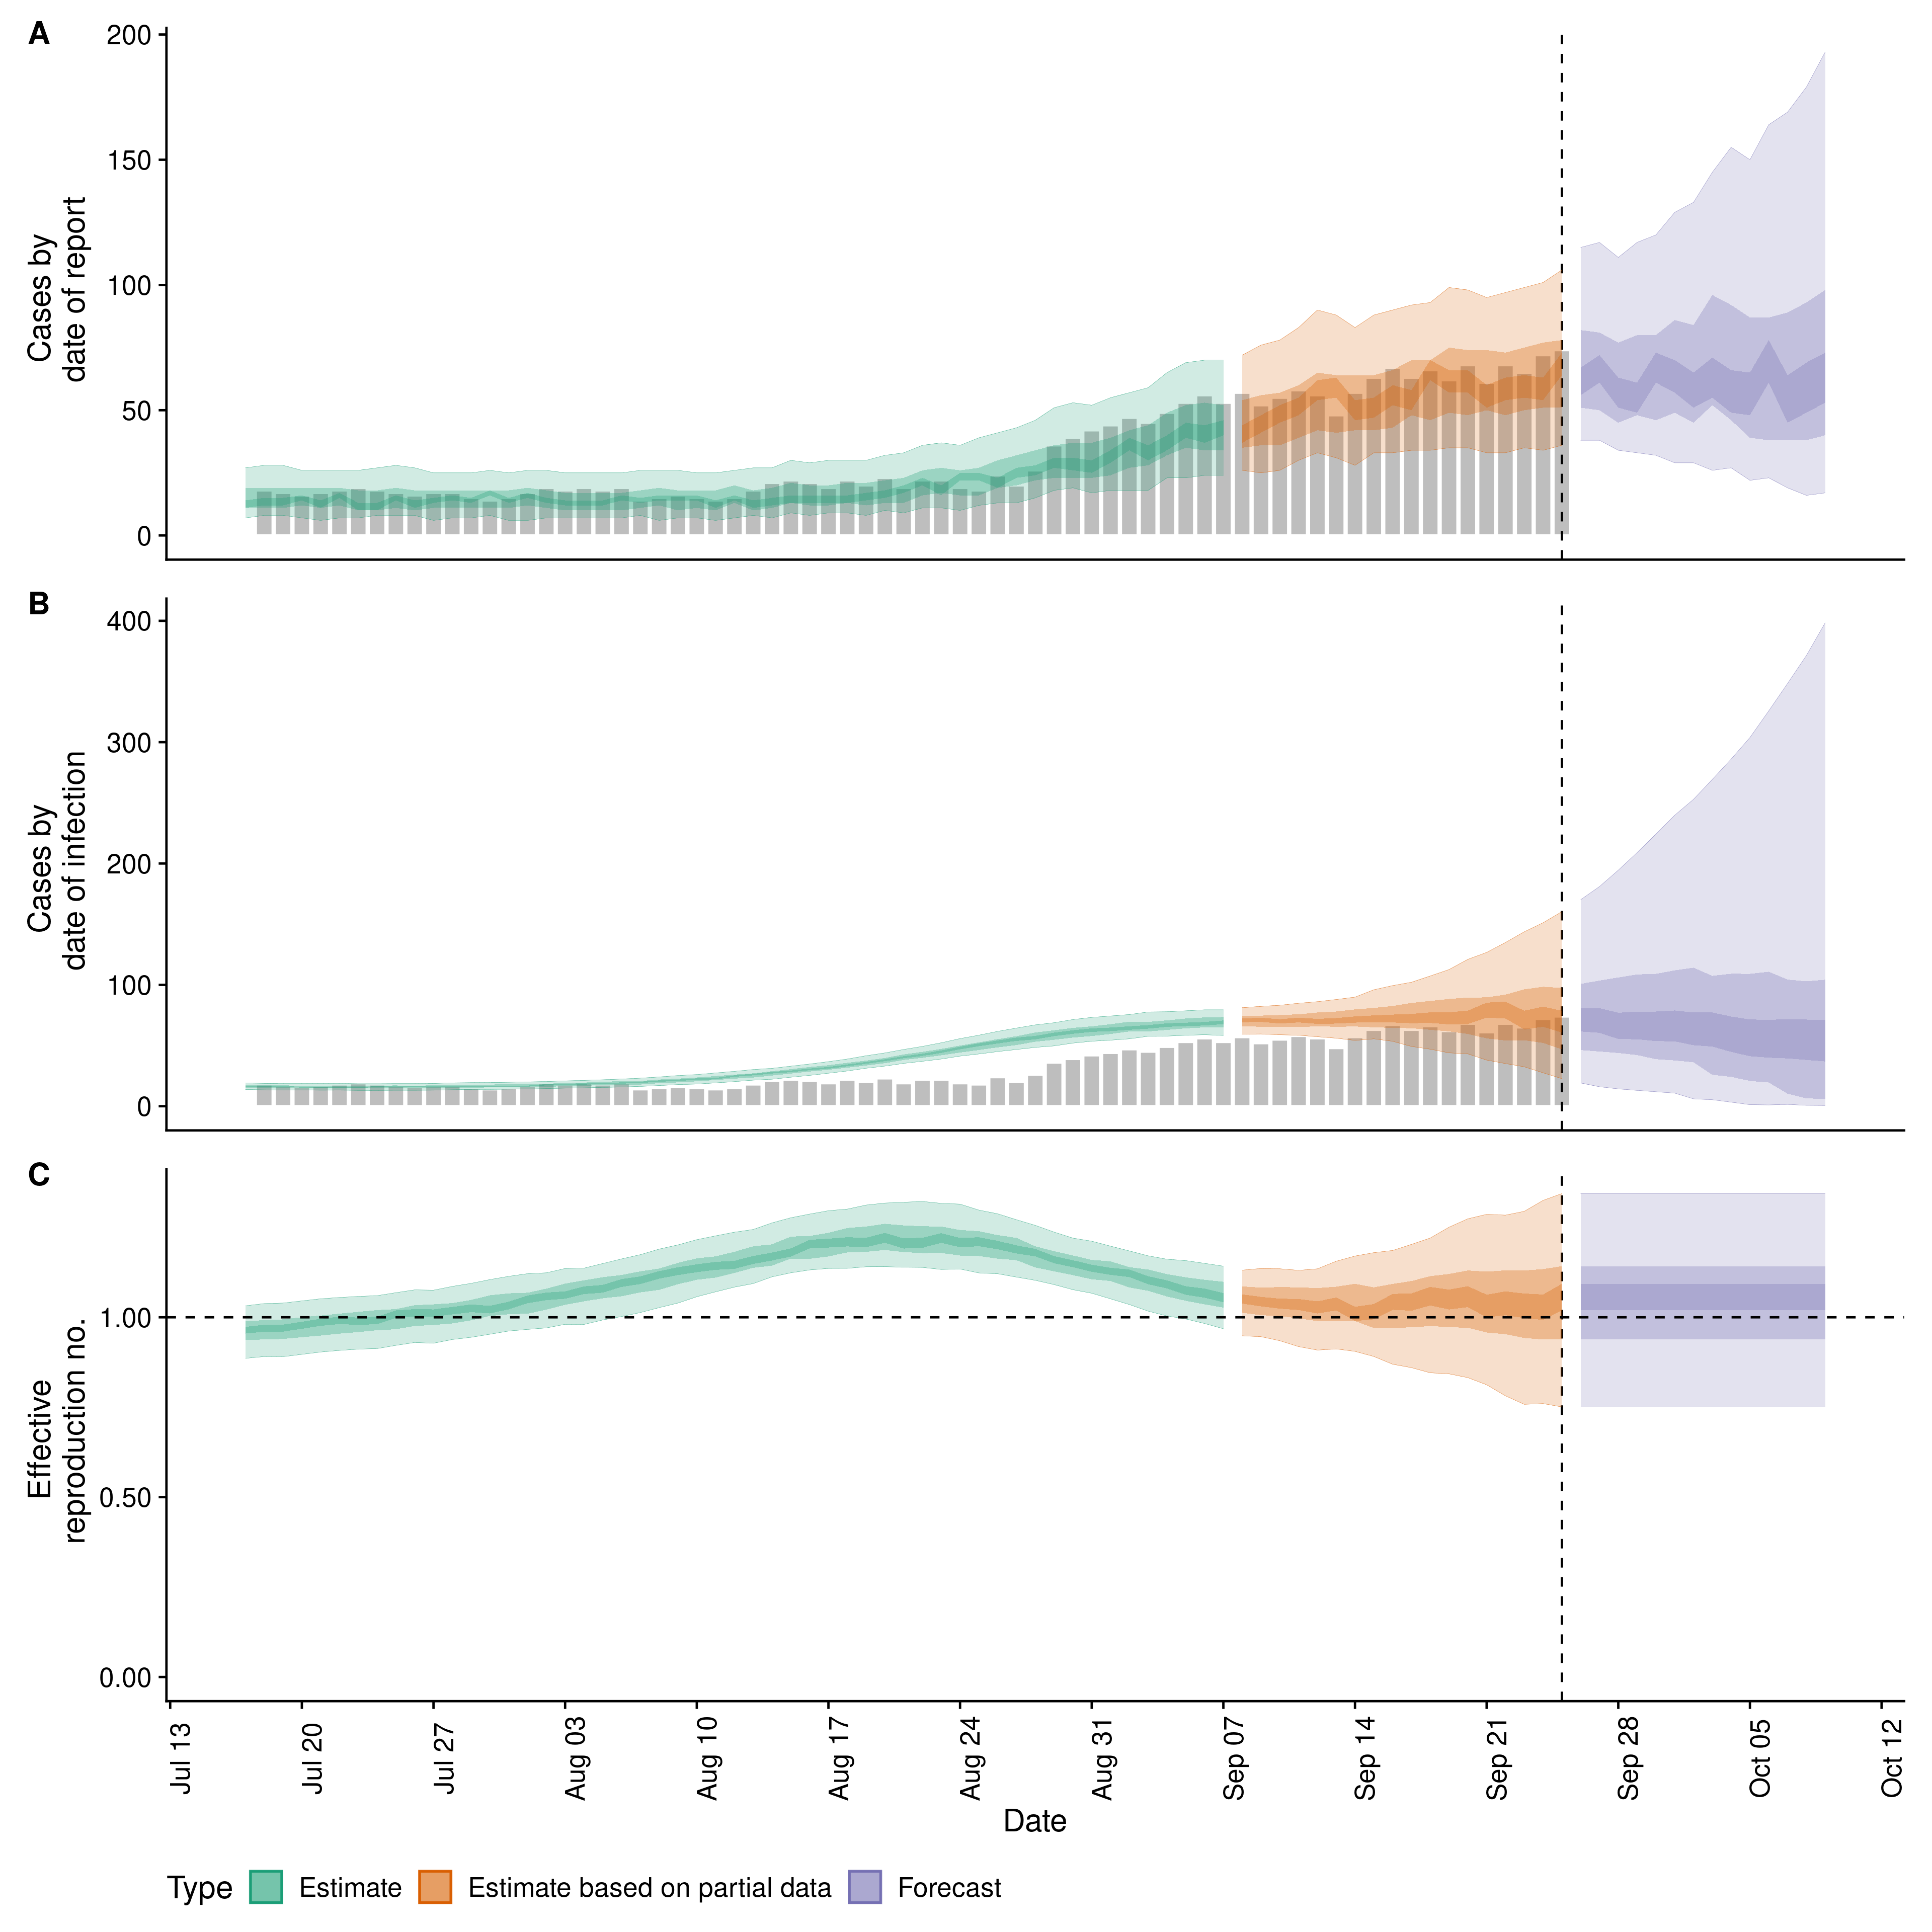 A
200
150
100
50
0
Cases by
date of report
B
400
300
200
100
0
Cases by
date of infection
C
1.00
0.50
0.00
Effective
reproduction no.
Jul 13
Jul 20
Jul 27
Aug 03
Aug 10
Aug 17
Aug 24
Aug 31
Sep 07
Sep 14
Sep 21
Sep 28
Oct 05
Oct 12
Date
Type Estimate Estimate based on partial data Forecast